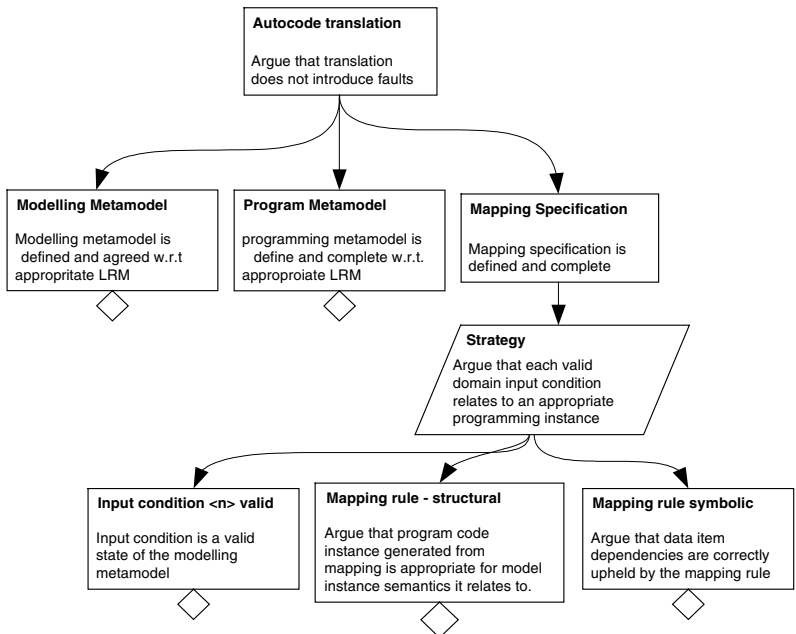 Autocode translation
Argue that translation
does not introduce faults
Modelling Metamodel
Modelling metamodel is
defined and agreed w.r.t
appropritate LRM
Program Metamodel
programming metamodel is
define and complete w.r.t.
approproiate LRM
Mapping Specification
Mapping specification is
defined and complete
Strategy
Argue that each valid
domain input condition
relates to an appropriate
programming instance
Input condition <n> valid
Input condition is a valid
state of the modelling
metamodel
Mapping rule - structural
Argue that program code
instance generated from
mapping is appropriate for model
instance semantics it relates to.
Mapping rule symbolic
Argue that data item
dependencies are correctly
upheld by the mapping rule